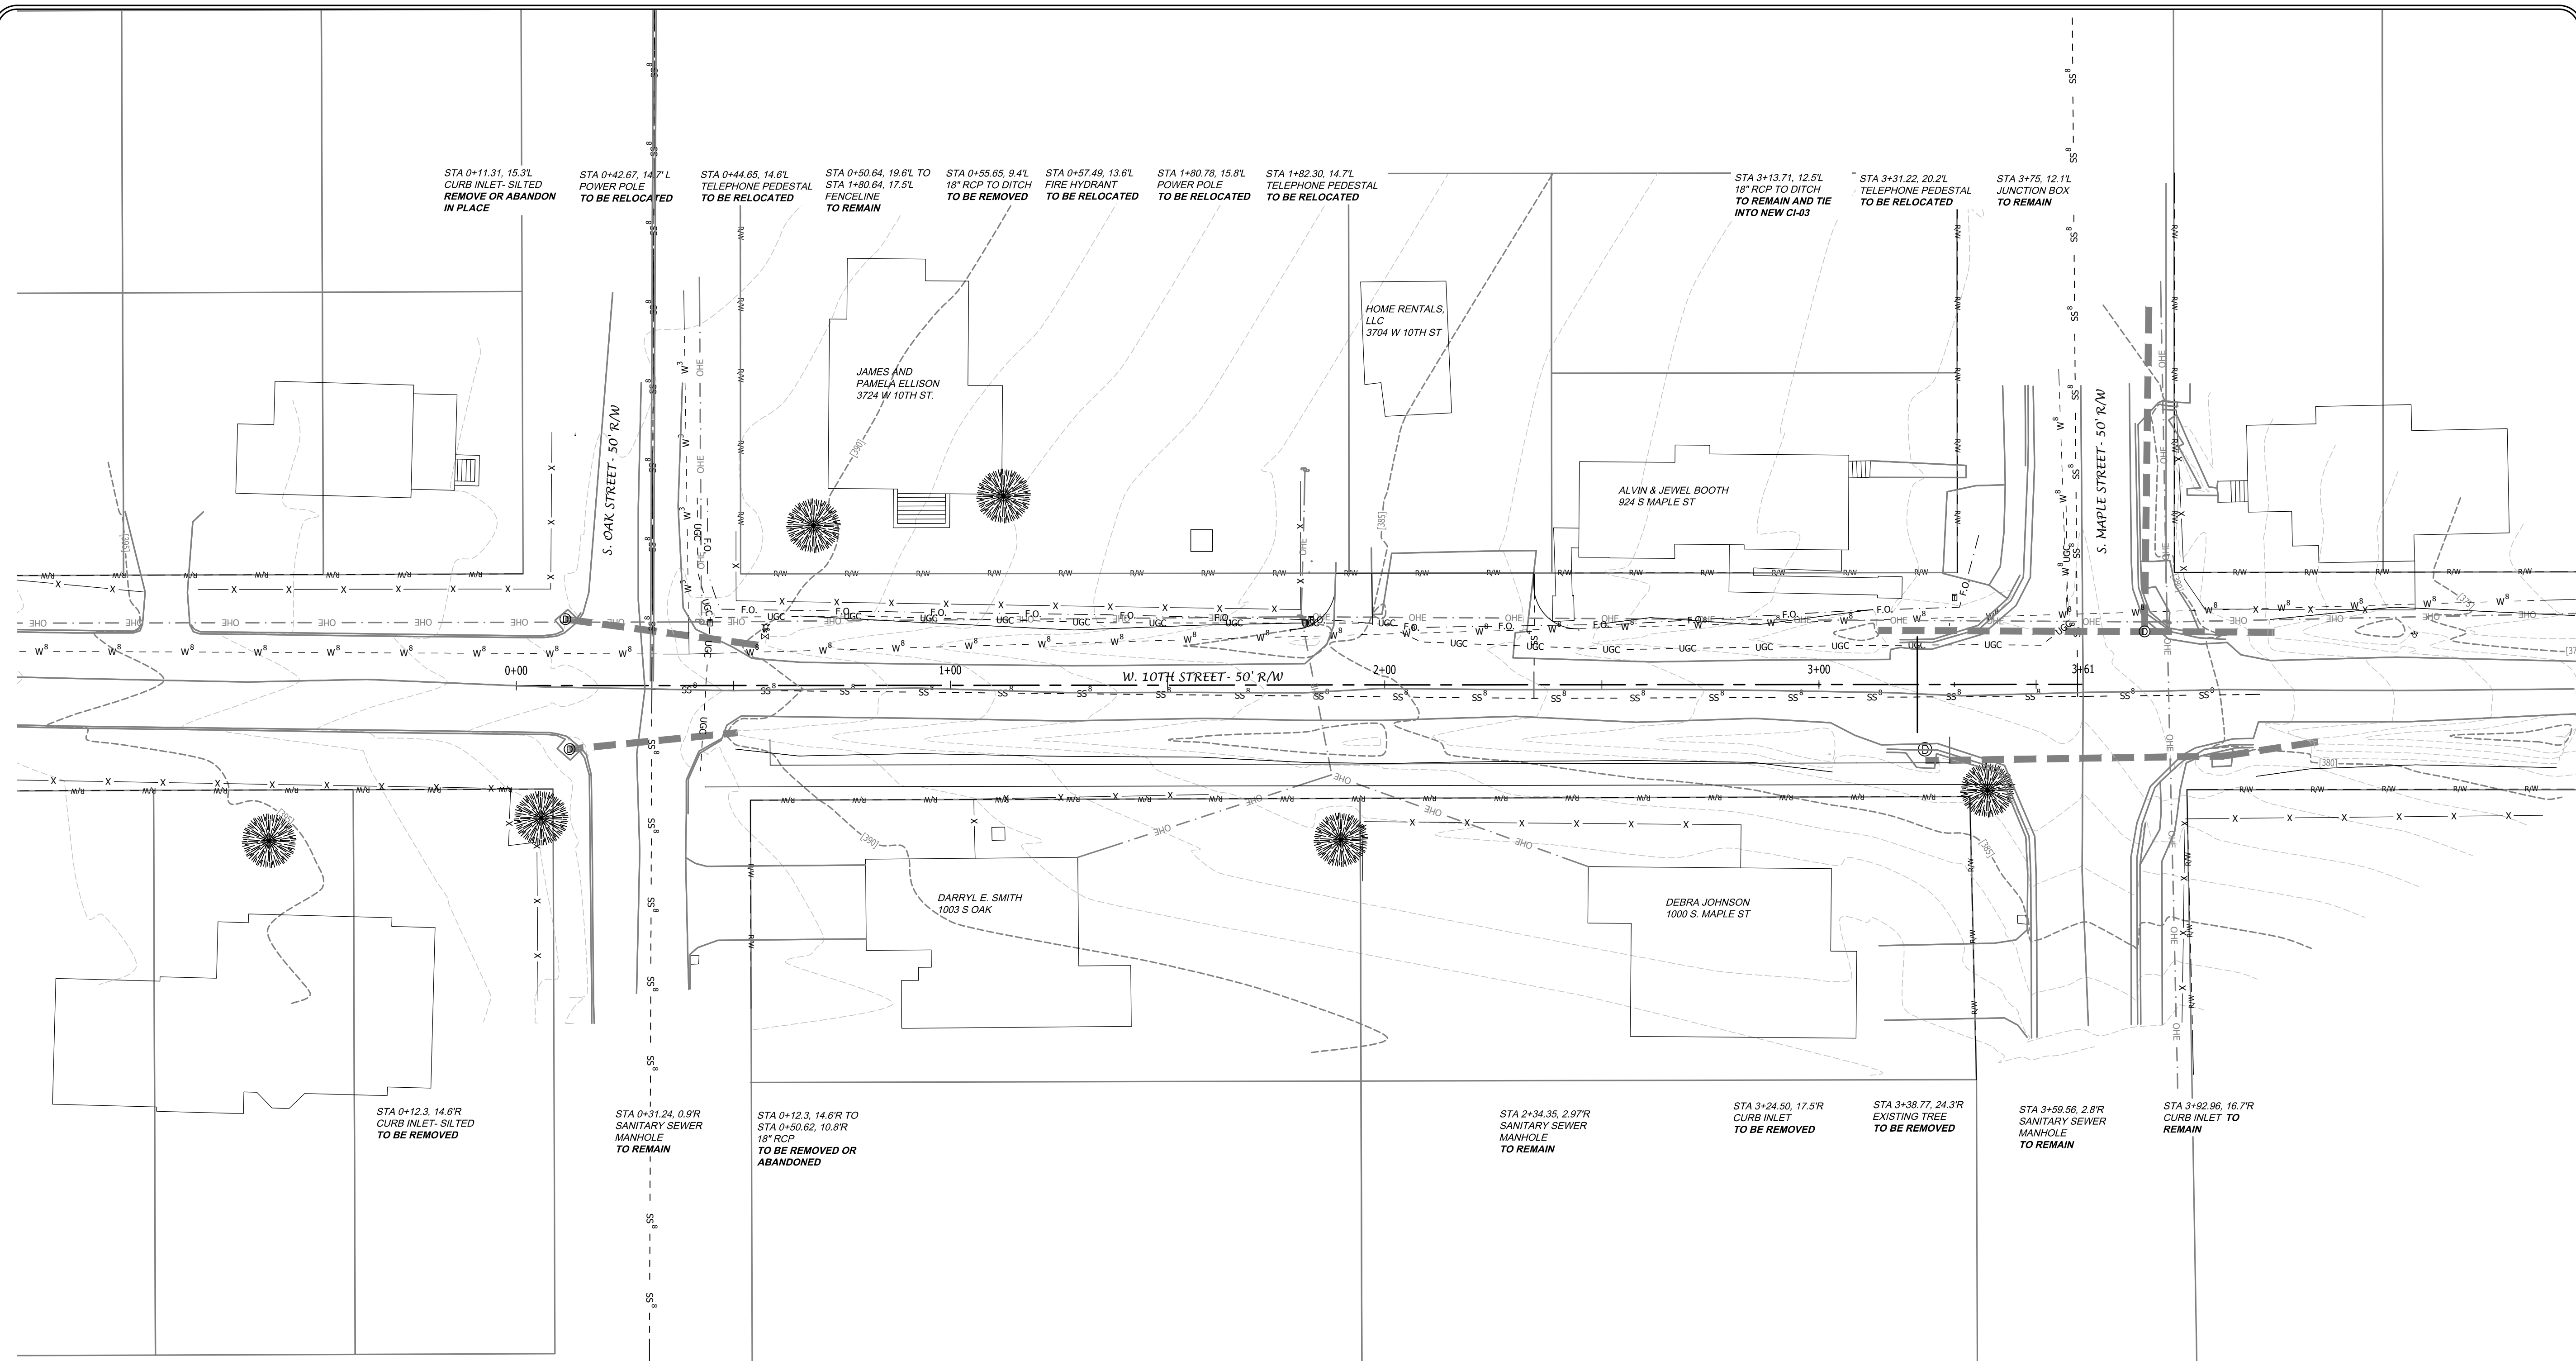 STA 0+11.31, 15.3'L
CURB INLET- SILTED
REMOVE OR ABANDON
IN PLACE
STA 0+42.67, 14.7' L
POWER POLE
TO BE RELOCATED
STA 0+44.65, 14.6'L
TELEPHONE PEDESTAL
TO BE RELOCATED
STA 0+50.64, 19.6'L TO
STA 1+80.64, 17.5'L
FENCELINE
TO REMAIN
STA 0+55.65, 9.4'L
18" RCP TO DITCH
TO BE REMOVED
STA 0+57.49, 13.6'L
FIRE HYDRANT
TO BE RELOCATED
STA 1+80.78, 15.8'L
POWER POLE
TO BE RELOCATED
STA 1+82.30, 14.7'L
TELEPHONE PEDESTAL
TO BE RELOCATED
STA 3+13.71, 12.5'L
18" RCP TO DITCH
TO REMAIN AND TIE
INTO NEW CI-03
STA 3+31.22, 20.2'L
TELEPHONE PEDESTAL
TO BE RELOCATED
STA 3+75, 12.1'L
JUNCTION BOX
TO REMAIN
HOME RENTALS,
LLC
3704 W 10TH ST
JAMES AND
PAMELA ELLISON
3724 W 10TH ST.
ALVIN & JEWEL BOOTH
924 S MAPLE ST
S. OAK STREET - 50' R/W
S. MAPLE STREET - 50' R/W
[390]
[385]
0+00
1+00
W. 10TH STREET - 50' R/W
2+00
3+00
3+61
[380]
[390]
[385]
DARRYL E. SMITH
1003 S OAK
DEBRA JOHNSON
1000 S. MAPLE ST
STA 0+12.3, 14.6'R
CURB INLET- SILTED
TO BE REMOVED
STA 0+31.24, 0.9'R
SANITARY SEWER
MANHOLE
TO REMAIN
STA 0+12.3, 14.6'R TO
STA 0+50.62, 10.8'R
18" RCP
TO BE REMOVED OR
ABANDONED
STA 2+34.35, 2.97'R
SANITARY SEWER
MANHOLE
TO REMAIN
STA 3+24.50, 17.5'R
CURB INLET
TO BE REMOVED
STA 3+38.77, 24.3'R
EXISTING TREE
TO BE REMOVED
STA 3+59.56, 2.8'R
SANITARY SEWER
MANHOLE
TO REMAIN
STA 3+92.96, 16.7'R
CURB INLET TO
REMAIN